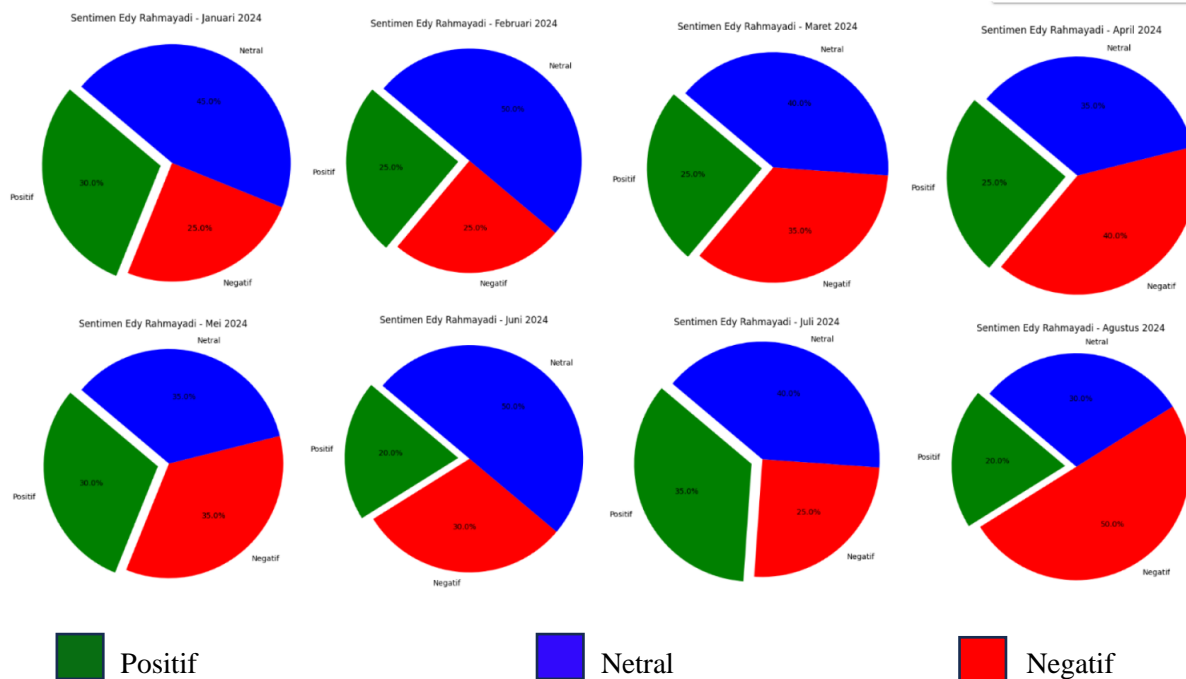 Sentimen Edy Rahmayadi - Januari 2024
Netral
45.0%
Positif
30.0%
25.0%
Negatif
Sentimen Edy Rahmayadi - Februari 2024
Netral
50.0%
Positif
25.0%
25.0%
Negatif
Sentimen Edy Rahmayadi - Maret 2024
Netral
40.0%
Positif
25.0%
35.0%
Negatif
Sentimen Edy Rahmayadi - April 2024
Netral
35.0%
Positif
25.0%
40.0%
Negatif
Sentimen Edy Rahmayadi - Mei 2024
Netral
35.0%
Positif
30.0%
35.0%
Negatif
Sentimen Edy Rahmayadi - Juni 2024
Netral
50.0%
Positif
20.0%
30.0%
Negatif
Sentimen Edy Rahmayadi - Juli 2024
Netral
40.0%
Positif
35.0%
25.0%
Negatif
Sentimen Edy Rahmayadi - Agustus 2024
Netral
30.0%
Positif
20.0%
50.0%
Negatif
Positif
Netral
Negatif